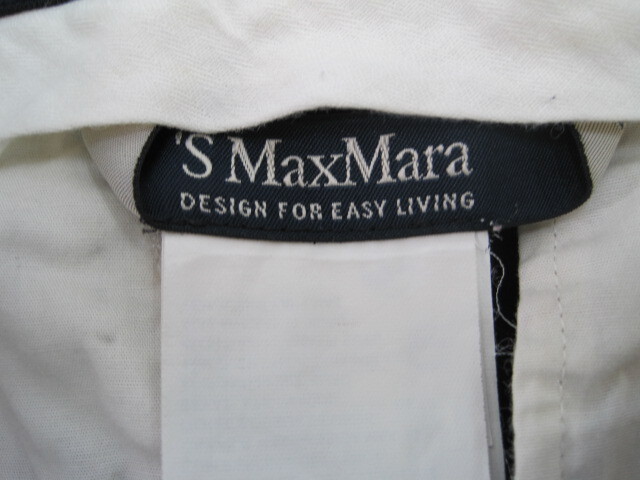 'S MaxMara
DESIGN FOR EASY LIVING